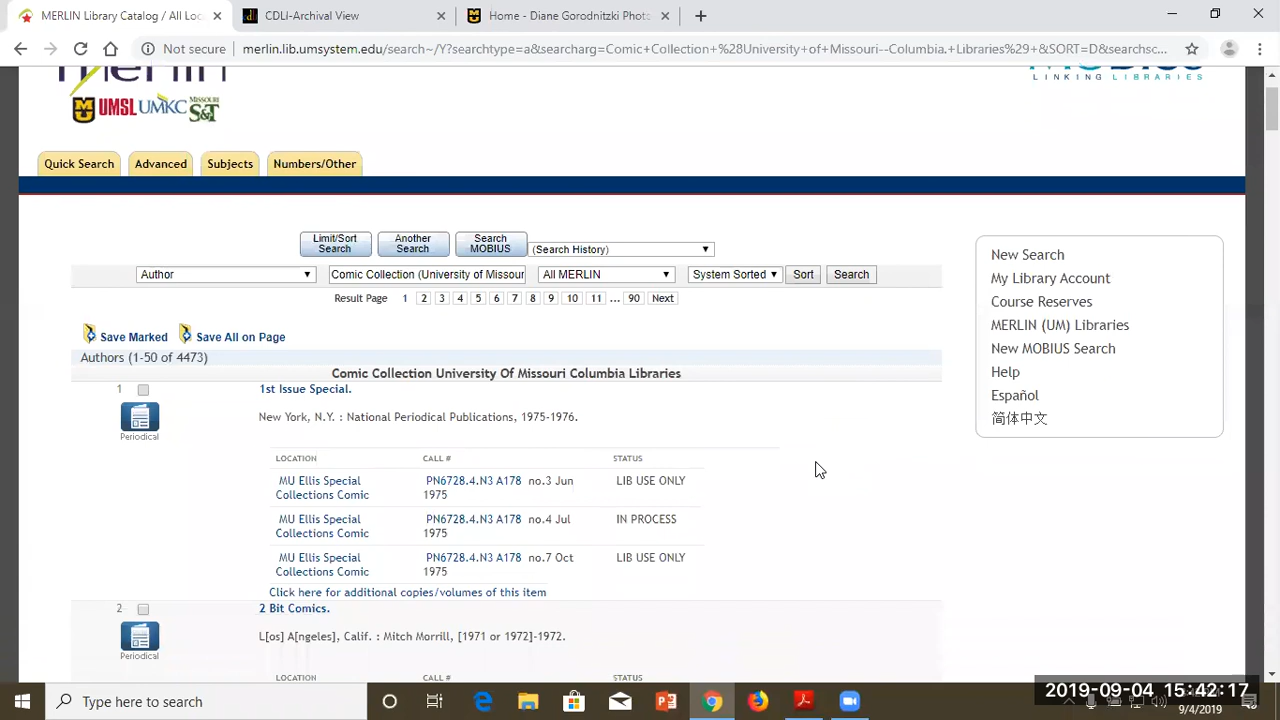 MERLIN Library Catalog / All Loc
CDLI-Archival View
Home - Diane Gorodnitzki Phot
Not secure
merlin.lib.umsystem.edu/search~/Y?searchtype=a&searcharg=Comic+Collection+%28University+of+Missouri--Columbia.+Libraries%29+&SORT=D&searchsc...
merlin
MOBIUS
LINKING LIBRARIES
UMSL UMKC MISSOURI S&T
Quick Search
Advanced
Subjects
Numbers/Other
Limit/Sort Search
Another Search
Search MOBIUS
(Search History)
Author
Comic Collection (University of Missour
All MERLIN
System Sorted
Sort
Search
Result Page 1 2 3 4 5 6 7 8 9 10 11 ... 90 Next
New Search
My Library Account
Course Reserves
MERLIN (UM) Libraries
New MOBIUS Search
Help
Español
简体中文
Save Marked
Save All on Page
Authors (1-50 of 4473)
Comic Collection University Of Missouri Columbia Libraries
1
1st Issue Special.
Periodical
New York, N.Y. : National Periodical Publications, 1975-1976.
LOCATION CALL # STATUS
MU Ellis Special Collections Comic PN6728.4.N3 A178 no.3 Jun 1975 LIB USE ONLY
MU Ellis Special Collections Comic PN6728.4.N3 A178 no.4 Jul 1975 IN PROCESS
MU Ellis Special Collections Comic PN6728.4.N3 A178 no.7 Oct 1975 LIB USE ONLY
Click here for additional copies/volumes of this item
2
2 Bit Comics.
Periodical
L[os] A[ngeles], Calif. : Mitch Morrill, [1971 or 1972]-1972.
LOCATION CALL # STATUS
Type here to search
2019-09-04 15:42:17
9/4/2019